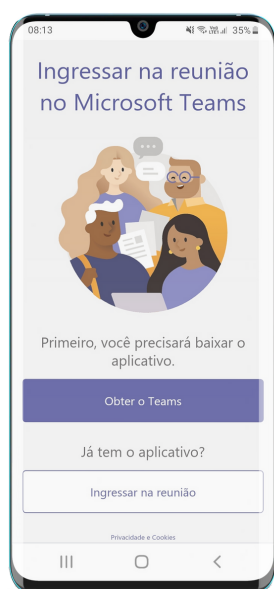 08:13
35%
Ingressar na reunião
no Microsoft Teams
Primeiro, você precisará baixar o
aplicativo.
Obter o Teams
Já tem o aplicativo?
Ingressar na reunião
Privacidade e Cookies